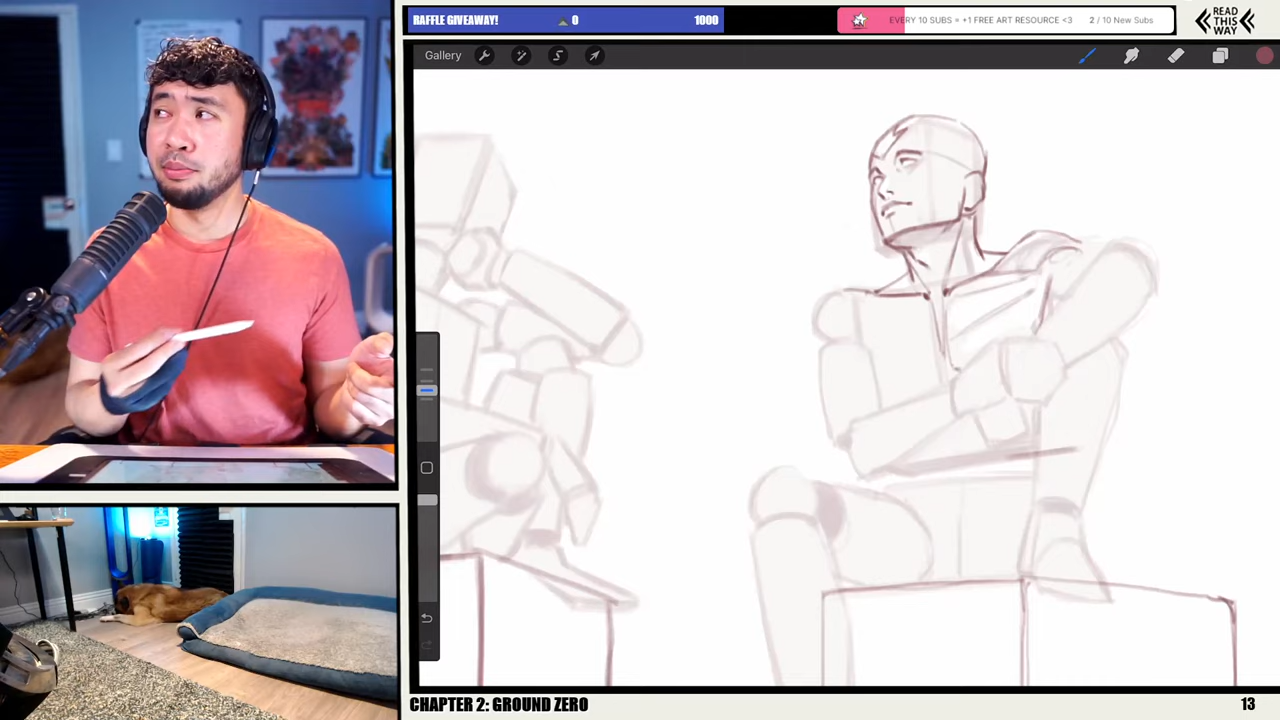 RAFFLE GIVEAWAY! 0 1000
EVERY 10 SUBS = +1 FREE ART RESOURCE <3 2 / 10 New Subs
READ
THIS
WAY
Gallery
CHAPTER 2: GROUND ZERO
13